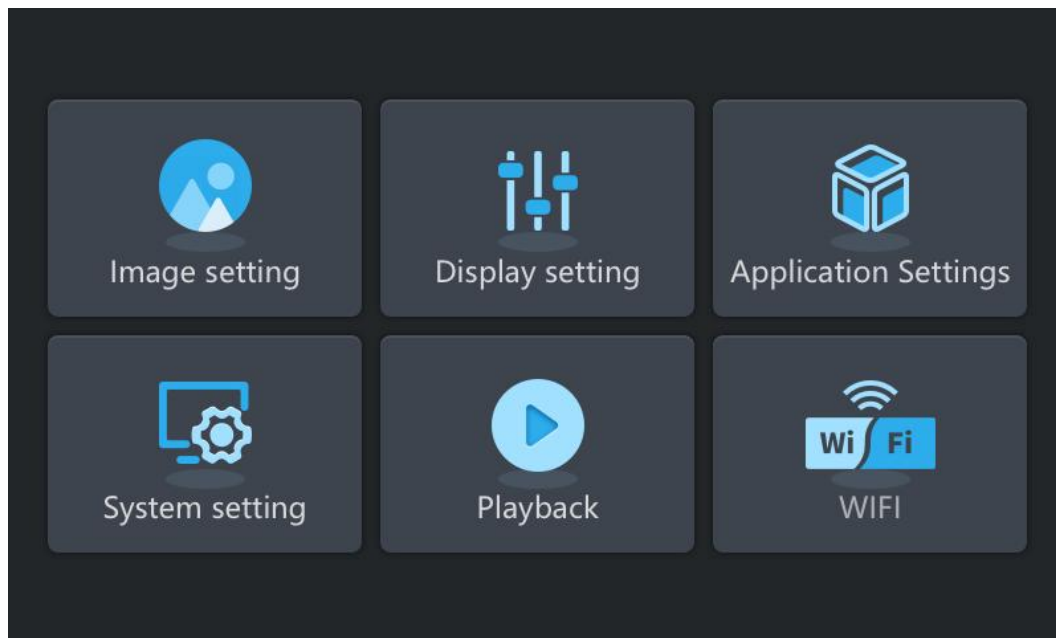 Image setting
Display setting
Application Settings
System setting
Playback
Wi Fi
WIFI